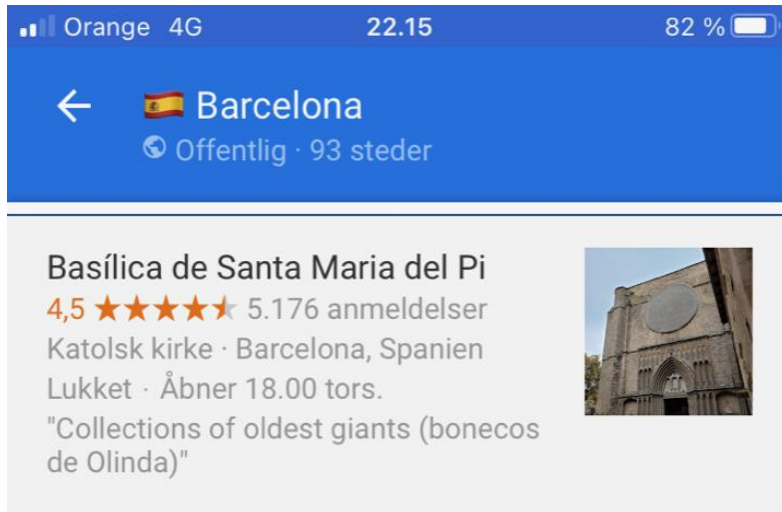 Orange 4G 22.15 82 %
🇪🇸 Barcelona
Offentlig · 93 steder
Basílica de Santa Maria del Pi
4,5 ★★★★★ 5.176 anmeldelser
Katolsk kirke · Barcelona, Spanien
Lukket · Åbner 18.00 tors.
"Collections of oldest giants (bonecos
de Olinda)"